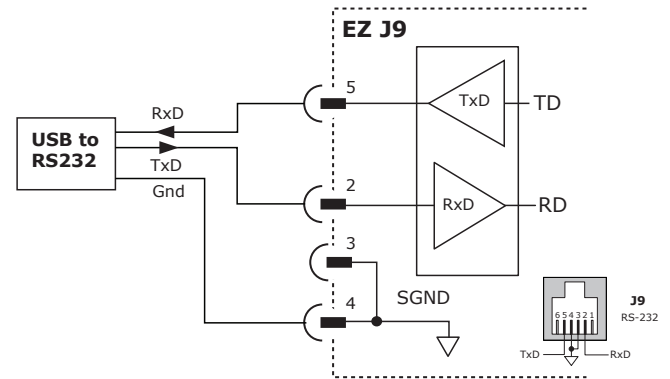 EZ J9
5
RxD
TxD
TD
USB to
RS232
TxD
Gnd
2
RxD
RD
3
SGND
4
J9
RS-232
6 5 4 3 2 1
TxD
RxD